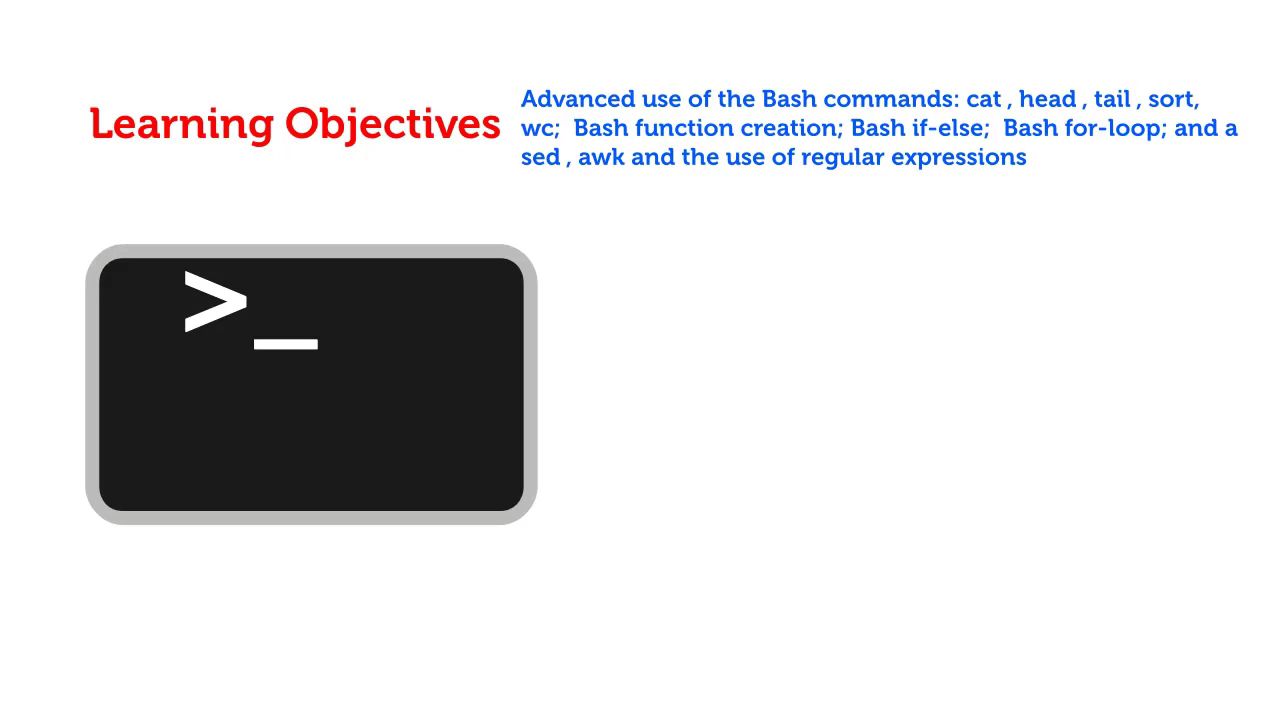 Learning Objectives
Advanced use of the Bash commands: cat , head , tail , sort,
wc;  Bash function creation; Bash if-else;  Bash for-loop; and a
sed , awk and the use of regular expressions
>_